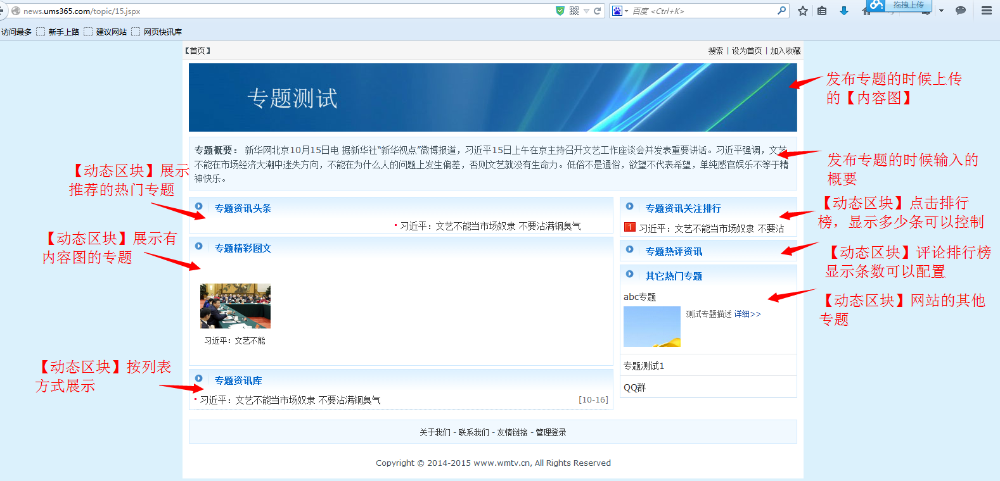 news.ums365.com/topic/15.jspx
百度 <Ctrl+K>
拖拽上传
访问最多 新手上路 建议网站 网页快讯库
【首页】
搜索 | 设为首页 | 加入收藏
专题测试
发布专题的时候上传
的【内容图】
专题概要： 新华网北京10月15日电 据新华社“新华视点”微博报道，习近平15日上午在京主持召开文艺工作座谈会并发表重要讲话。习近平强调，文艺
不能在市场经济大潮中迷失方向，不能在为什么人的问题上发生偏差，否则文艺就没有生命力。低俗不是通俗，欲望不代表希望，单纯感官娱乐不等于精
神快乐。
发布专题的时候输入的
概要
【动态区块】展示
推荐的热门专题
专题资讯头条
习近平：文艺不能当市场奴隶 不要沾满铜臭气
专题资讯关注排行
1 习近平：文艺不能当市场奴隶 不要沾
【动态区块】点击排行
榜，显示多少条可以控制
【动态区块】展示有
内容图的专题
专题精彩图文
习近平：文艺不能
专题热评资讯
【动态区块】评论排行榜
显示条数可以配置
其它热门专题
abc专题
测试专题描述 详细>>
专题测试1
QQ群
【动态区块】网站的其他
专题
【动态区块】按列表
方式展示
专题资讯库
习近平：文艺不能当市场奴隶 不要沾满铜臭气 [10-16]
关于我们 - 联系我们 - 友情链接 - 管理登录
Copyright © 2014-2015 www.wmtv.cn, All Rights Reserved